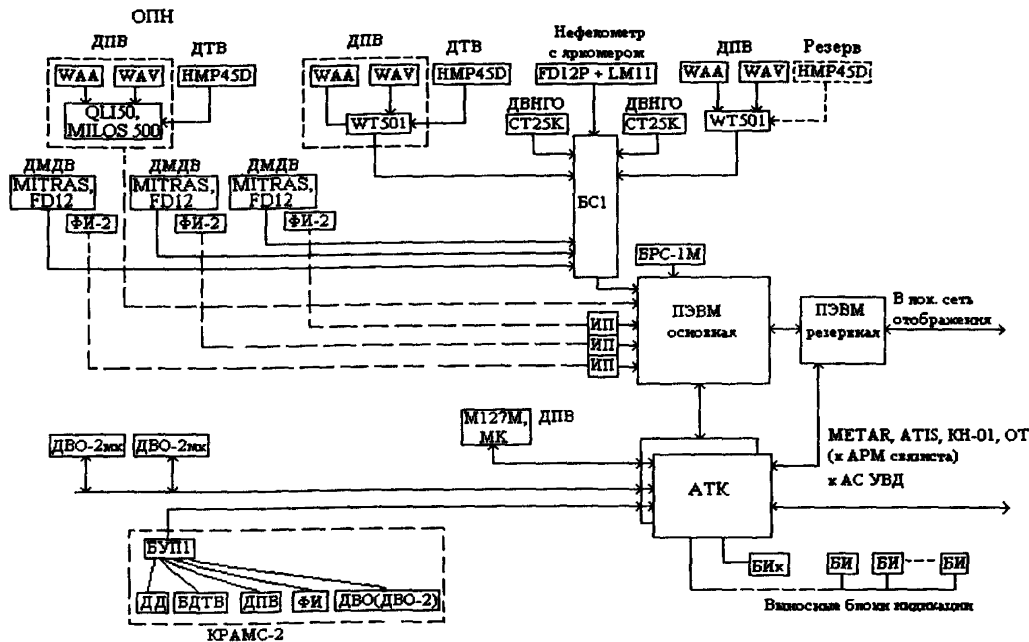 ОПН
ДПВ
ДТВ
WAA
WAV
HMP45D
QLI50,
MILOS 500
ДПВ
ДТВ
WAA
WAV
HMP45D
WT501
Нефекометр
с яркомером
FD12P + LM11
ДВНГО
CT25K
ДВНГО
CT25K
ДПВ
Резерв
WAA
WAV
HMP45D
WT501
ДМДВ
MITRAS,
FD12
ФИ-2
ДМДВ
MITRAS,
FD12
ФИ-2
ДМДВ
MITRAS,
FD12
ФИ-2
БС1
БРС-1М
ПЭВМ
основная
ПЭВМ
резервная
В лок. сеть
отображения
ИП
ИП
ИП
М127М,
МК
ДПВ
METAR, ATIS, КН-01, ОТ
(к АРМ связиста)
к АС УВД
ДВО-2мк
ДВО-2мк
АТК
БУП1
ДД
БДТВ
ДПВ
ФИ
ДВО(ДВО-2)
КРАМС-2
БИк
БИ
БИ
БИ
Выносные блоки индикации